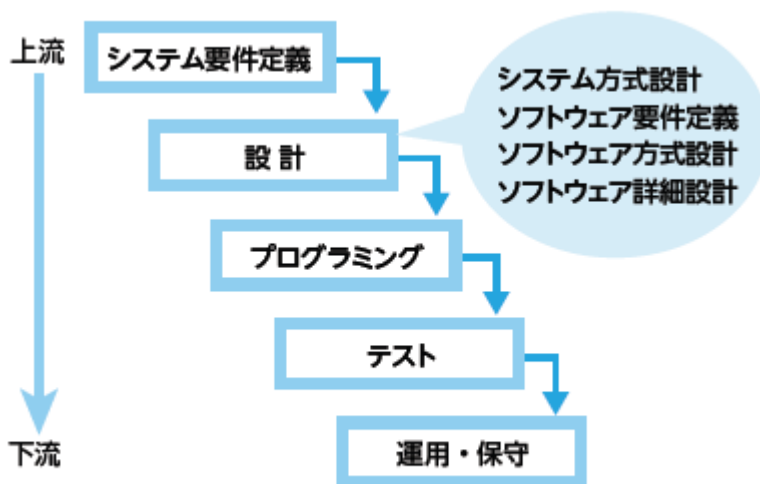 上流
システム要件定義
システム方式設計
ソフトウェア要件定義
ソフトウェア方式設計
ソフトウェア詳細設計
設 計
プログラミング
テスト
運用・保守
下流